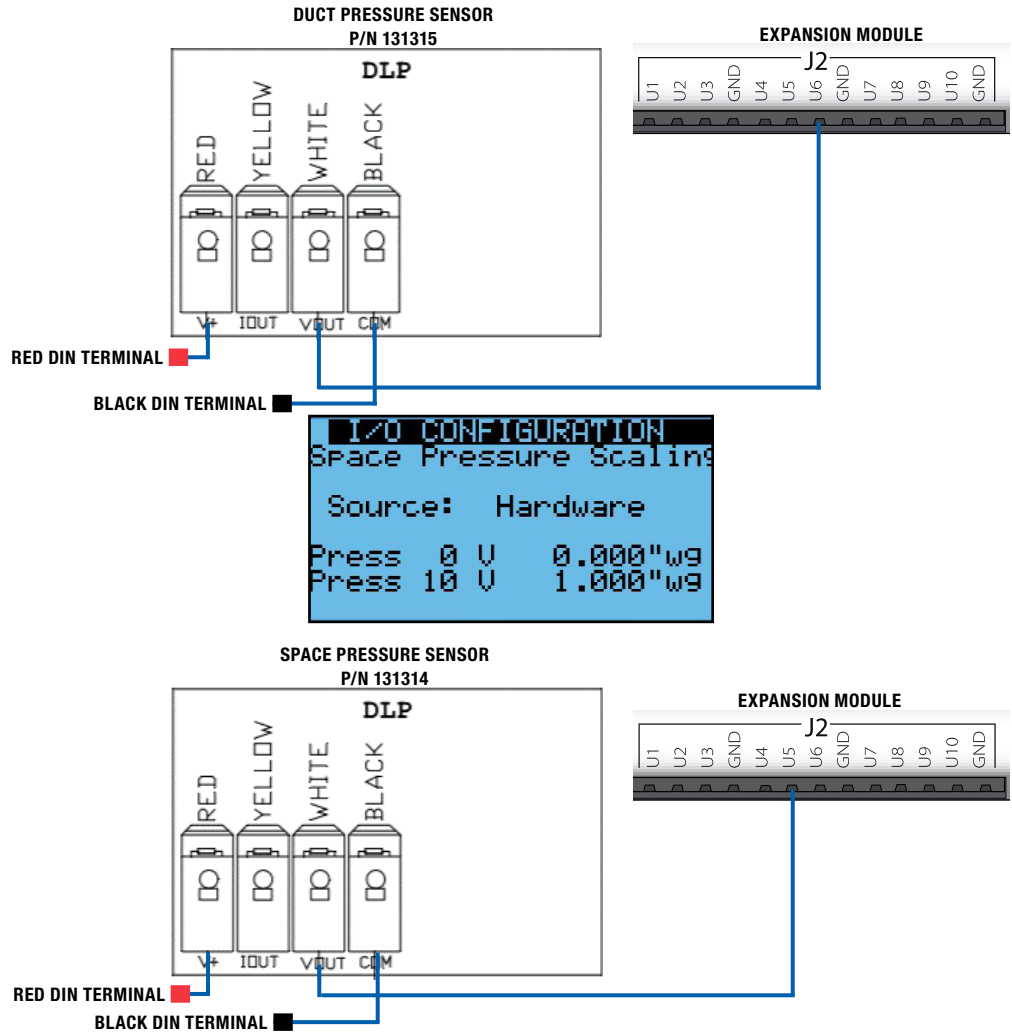 DUCT PRESSURE SENSOR
P/N 131315
DLP
RED
YELLOW
WHITE
BLACK
V+ IOUT VOUT COM
RED DIN TERMINAL
BLACK DIN TERMINAL
EXPANSION MODULE
J2
U1 U2 U3 GND U4 U5 U6 GND U7 U8 U9 U10 GND
I/O CONFIGURATION
Space Pressure Scaling
Source: Hardware
Press 0 V 0.000"wg
Press 10 V 1.000"wg
SPACE PRESSURE SENSOR
P/N 131314
DLP
RED
YELLOW
WHITE
BLACK
V+ IOUT VOUT COM
RED DIN TERMINAL
BLACK DIN TERMINAL
EXPANSION MODULE
J2
U1 U2 U3 GND U4 U5 U6 GND U7 U8 U9 U10 GND